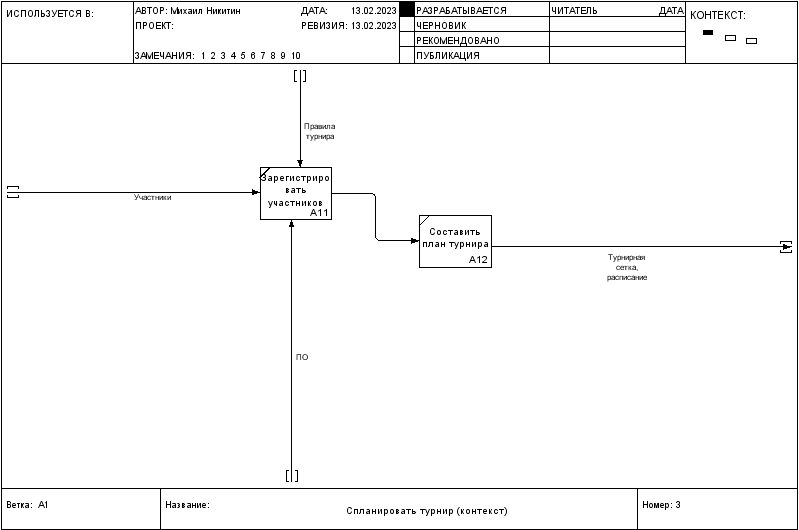 ИСПОЛЬЗУЕТСЯ В:
АВТОР: Михаил Никитин
ДАТА: 13.02.2023
РАЗРАБАТЫВАЕТСЯ
ЧИТАТЕЛЬ
ДАТА
КОНТЕКСТ:
ПРОЕКТ:
РЕВИЗИЯ: 13.02.2023
ЧЕРНОВИК
РЕКОМЕНДОВАНО
ЗАМЕЧАНИЯ: 1 2 3 4 5 6 7 8 9 10
ПУБЛИКАЦИЯ
Правила
турнира
Участники
Зарегистриро
вать
участников
A11
Составить
план турнира
A12
Турнирная
сетка,
расписание
ПО
Ветка: A1
Название:
Спланировать турнир (контекст)
Номер: 3